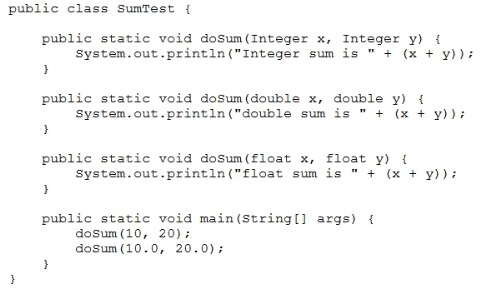 public class SumTest {
public static void doSum(Integer x, Integer y) {
System.out.println("Integer sum is " + (x + y));
}
public static void doSum(double x, double y) {
System.out.println("double sum is " + (x + y));
}
public static void doSum(float x, float y) {
System.out.println("float sum is " + (x + y));
}
public static void main(String[] args) {
doSum(10, 20);
doSum(10.0, 20.0);
}
}